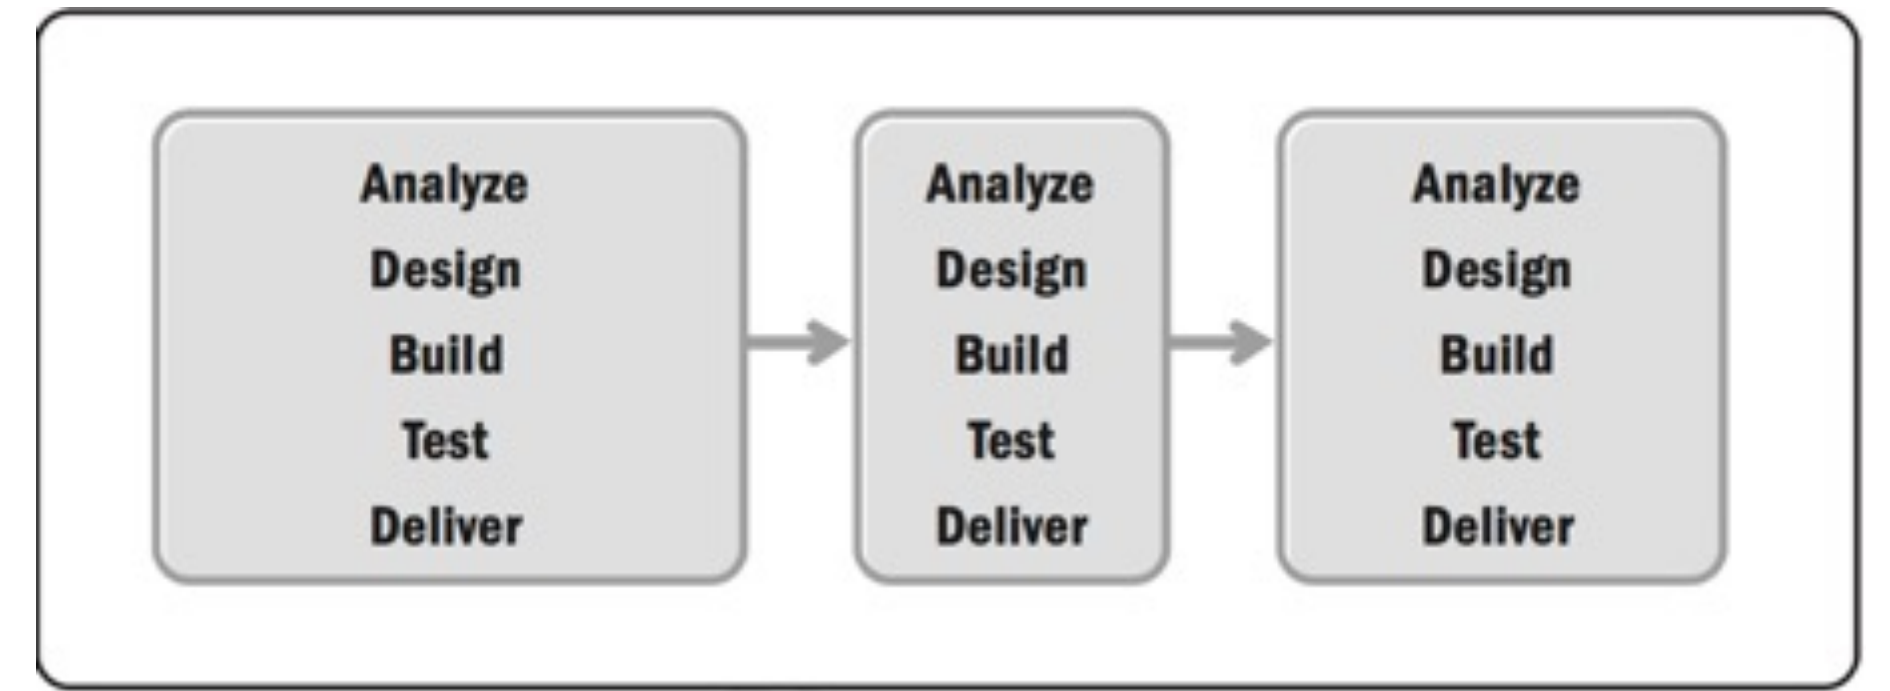 Analyze
Design
Build
Test
Deliver
Analyze
Design
Build
Test
Deliver
Analyze
Design
Build
Test
Deliver